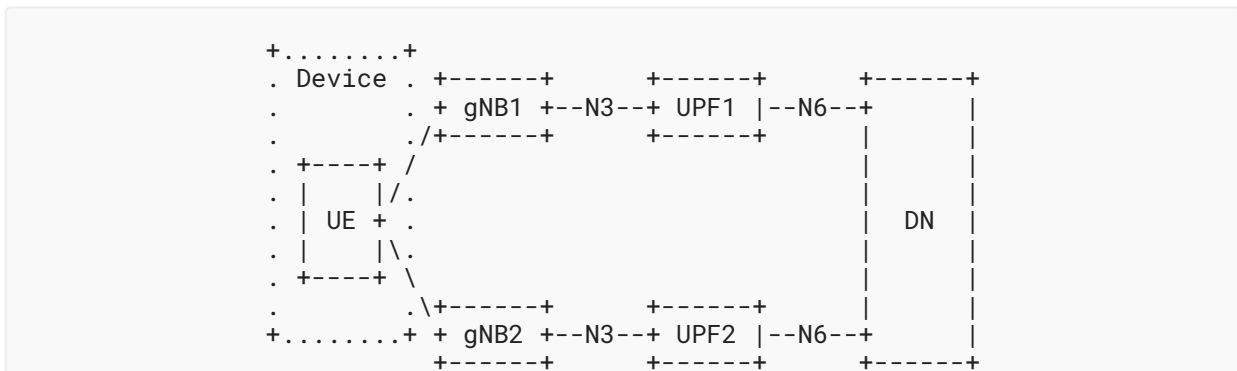 +........+
. Device . +------+      +------+      +------+
.        . + gNB1 +--N3--+ UPF1 |--N6--+      |
.        ./+------+      +------+      |      |
. +----+ /                             |      |
. |    |/.                             |      |
. | UE + .                             |  DN  |
. |    |\.                             |      |
. +----+ \                             |      |
.        .\+------+      +------+      |      |
+........+ + gNB2 +--N3--+ UPF2 |--N6--+      |
           +------+      +------+      +------+